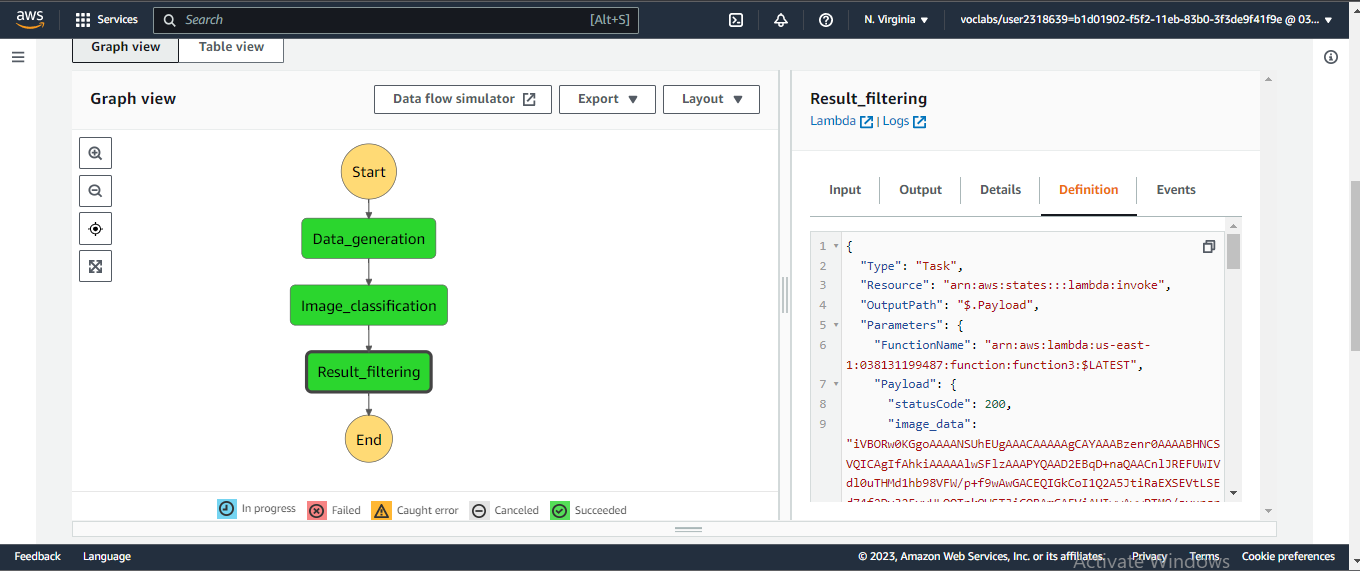 aws Services Search [Alt+S] N. Virginia voclabs/user2318639=b1d01902-f5f2-11eb-83b0-3f3de9f41f9e @ 03...
Graph view Table view
Graph view Data flow simulator Export Layout
Start
Data_generation
Image_classification
Result_filtering
End
In progress Failed Caught error Canceled Succeeded
Result_filtering
Lambda | Logs
Input Output Details Definition Events
1 {
2 "Type": "Task",
3 "Resource": "arn:aws:states:::lambda:invoke",
4 "OutputPath": "$.Payload",
5 "Parameters": {
6 "FunctionName": "arn:aws:lambda:us-east-
1:038131199487:function:function3:$LATEST",
7 "Payload": {
8 "statusCode": 200,
9 "image_data":
"iVBORw0KGgoAAAANSUhEUgAAACAAAAAgCAYAAABzenr0AAAABHNCS
VQICAgIfAhkiAAAAAlwSFlzAAAPYQAAD2EBqD+naQAACnlJREFUWIV
dl0uTHMd1hb98VFW/p+f9wAwGACEQIGkCoI1Q2A5JtiRaEXSEVtLSE
Feedback Language © 2023, Amazon Web Services, Inc. or its affiliates. Privacy Terms Cookie preferences
Activate Windows